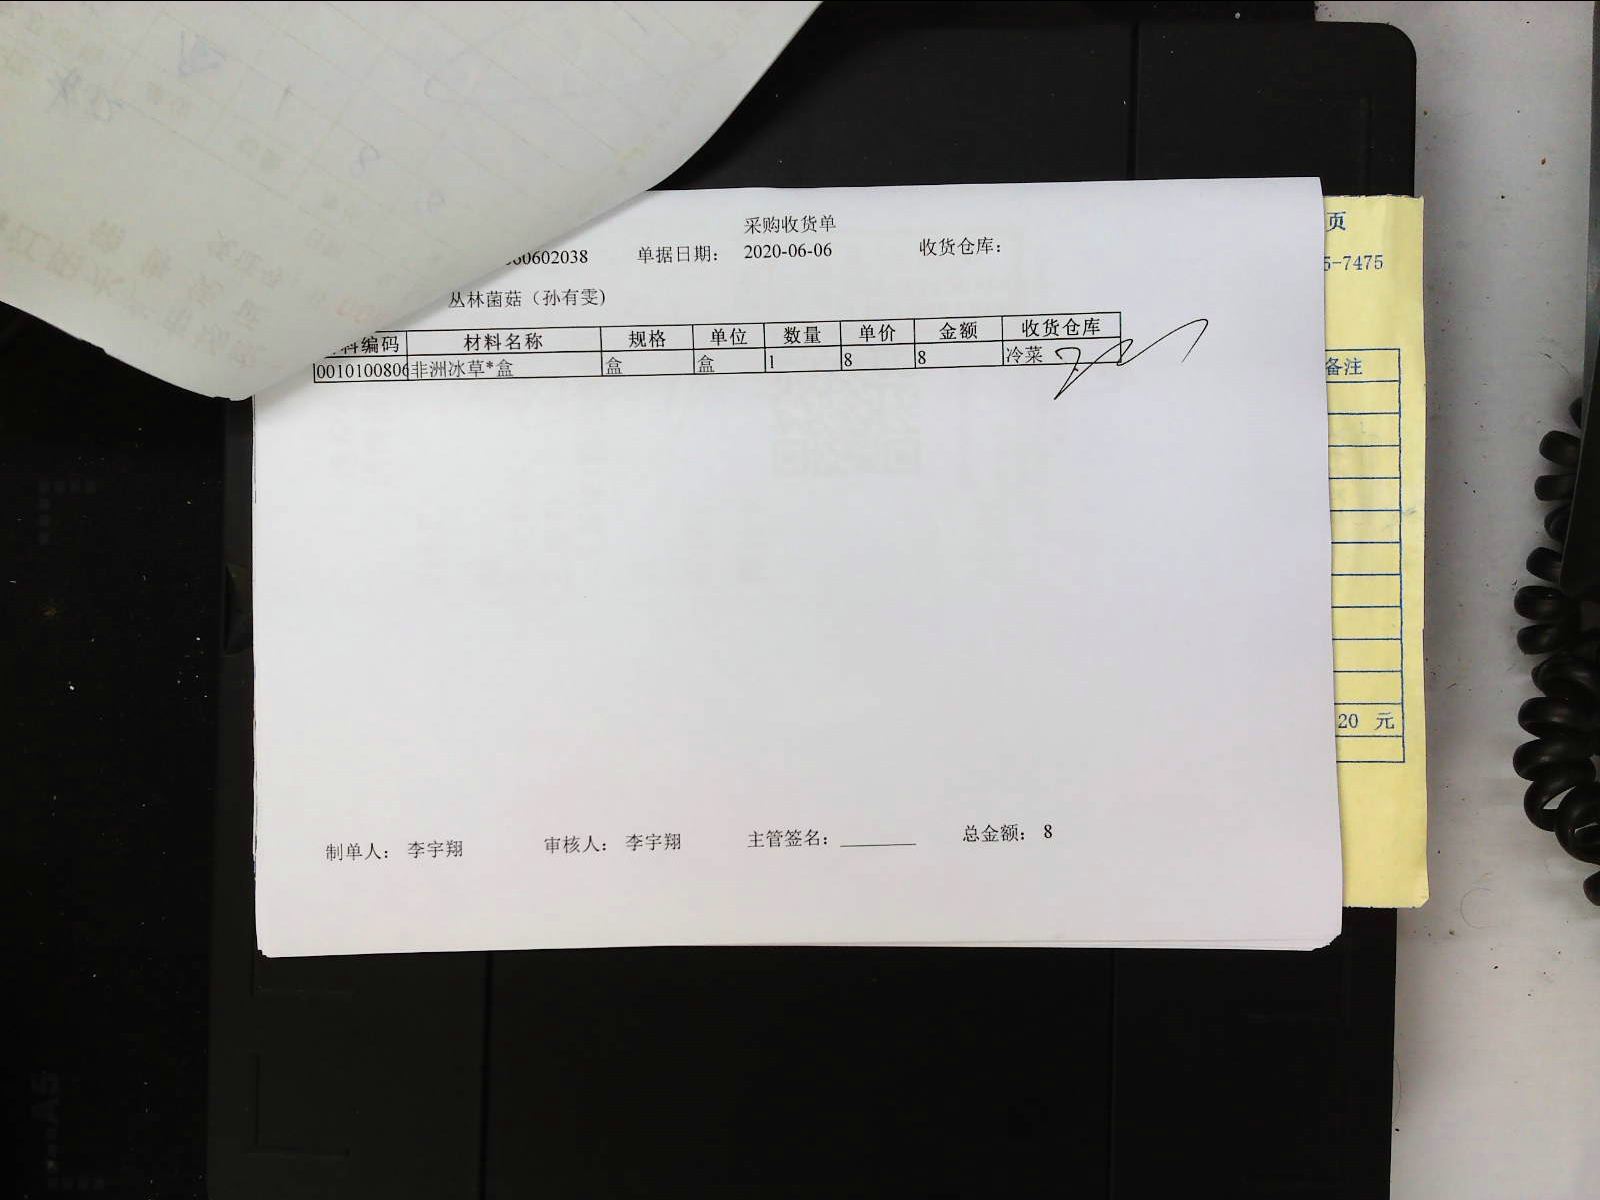 采购收货单
0602038 单据日期: 2020-06-06 收货仓库:
丛林菌菇（孙有雯）
料编码 材料名称 规格 单位 数量 单价 金额 收货仓库
0010100806 非洲冰草*盒 盒 盒 1 8 8 冷菜
制单人: 李宇翔 审核人: 李宇翔 主管签名: 总金额: 8
页
5-7475
备注
20 元